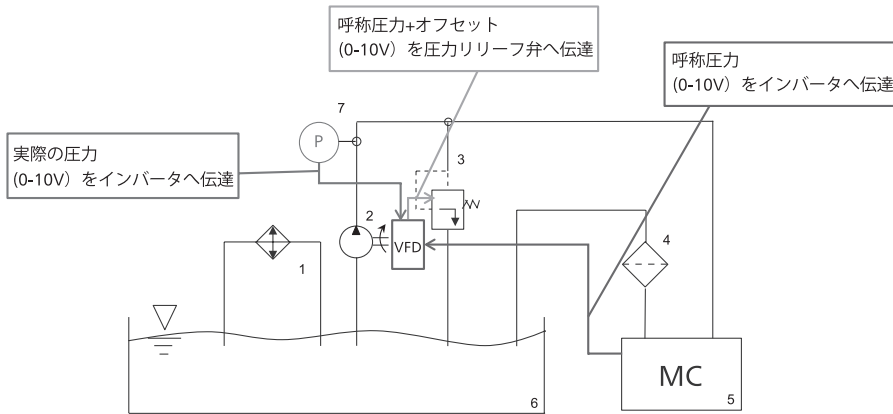 呼称圧力+オフセット
(0-10V）を圧力リリーフ弁へ伝達
呼称圧力
(0-10V）をインバータへ伝達
7
P
実際の圧力
(0-10V）をインバータへ伝達
3
2
VFD
1
4
MC
5
6